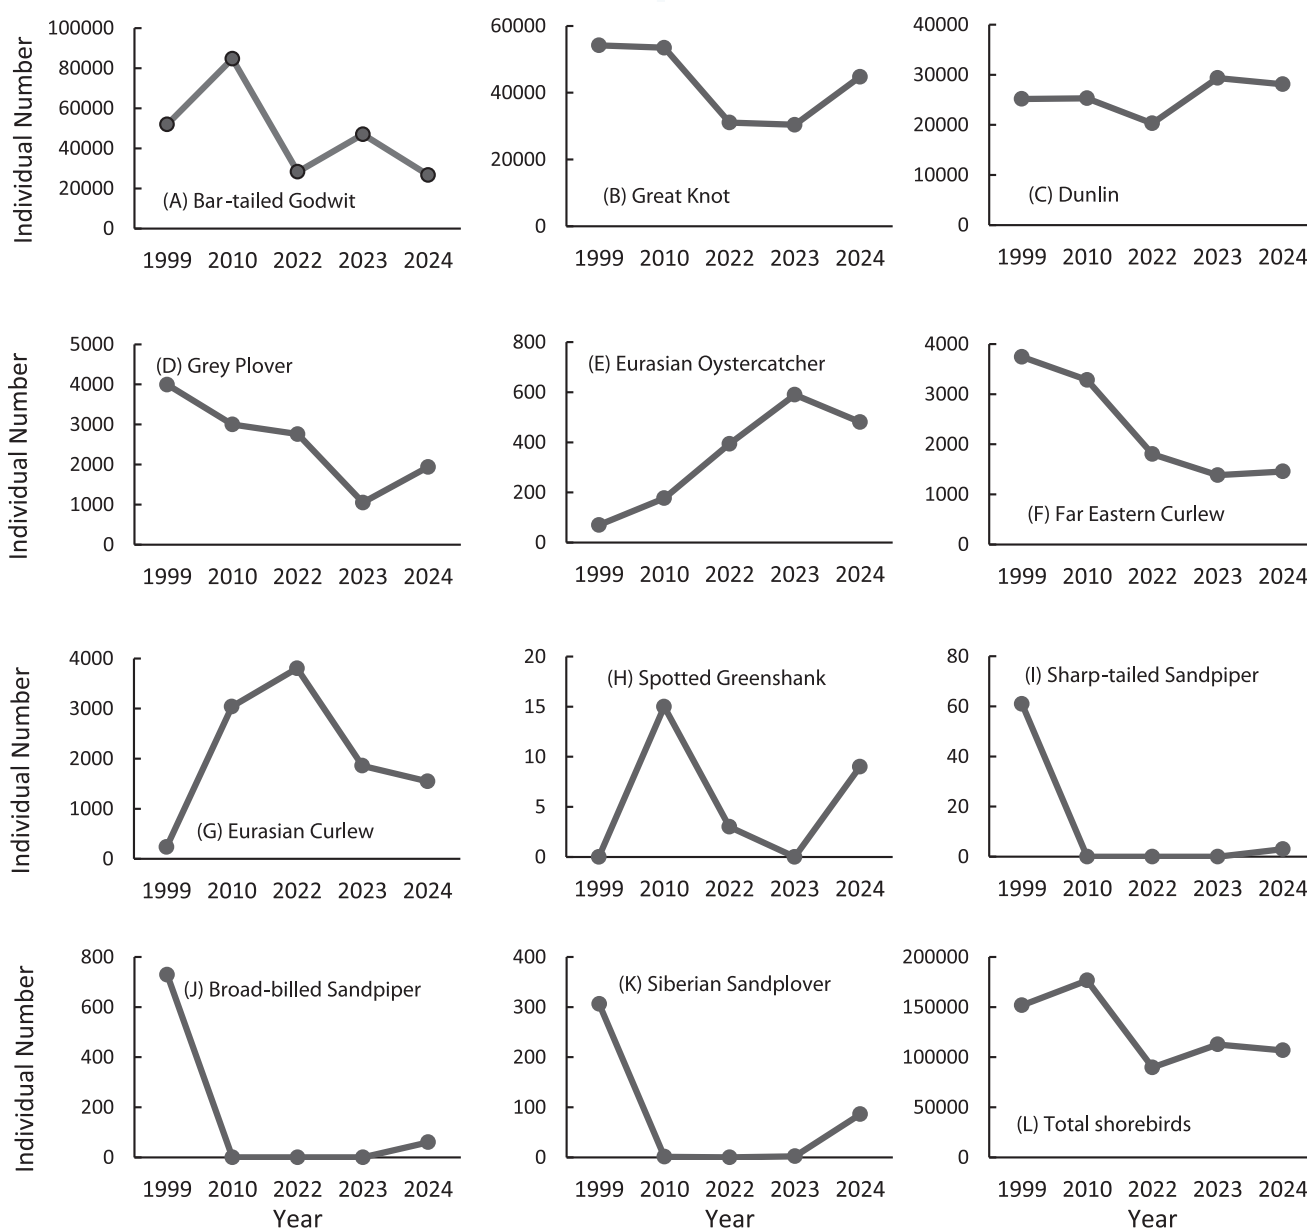 100000
80000
60000
40000
20000
0
Individual Number
(A) Bar-tailed Godwit
1999 2010 2022 2023 2024
60000
40000
20000
0
(B) Great Knot
1999 2010 2022 2023 2024
40000
30000
20000
10000
0
(C) Dunlin
1999 2010 2022 2023 2024
5000
4000
3000
2000
1000
0
Individual Number
(D) Grey Plover
1999 2010 2022 2023 2024
800
600
400
200
0
(E) Eurasian Oystercatcher
1999 2010 2022 2023 2024
4000
3000
2000
1000
0
(F) Far Eastern Curlew
1999 2010 2022 2023 2024
4000
3000
2000
1000
0
Individual Number
(G) Eurasian Curlew
1999 2010 2022 2023 2024
20
15
10
5
0
(H) Spotted Greenshank
1999 2010 2022 2023 2024
80
60
40
20
0
(I) Sharp-tailed Sandpiper
1999 2010 2022 2023 2024
800
600
400
200
0
Individual Number
(J) Broad-billed Sandpiper
1999 2010 2022 2023 2024
Year
400
300
200
100
0
(K) Siberian Sandplover
1999 2010 2022 2023 2024
Year
200000
150000
100000
50000
0
(L) Total shorebirds
1999 2010 2022 2023 2024
Year